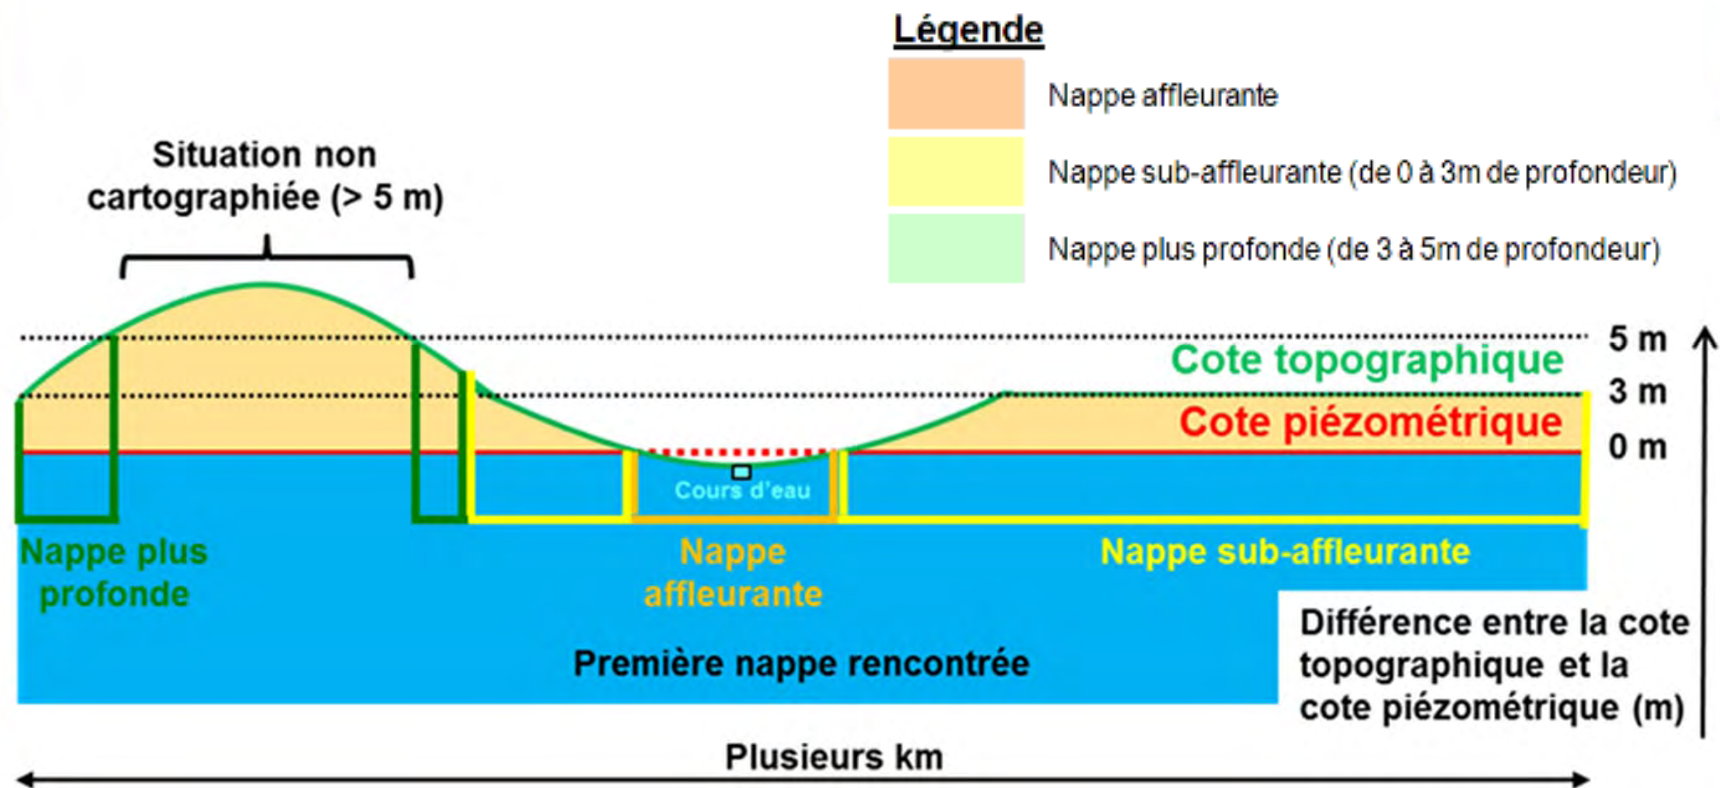 Légende
Nappe affleurante
Nappe sub-affleurante (de 0 à 3m de profondeur)
Nappe plus profonde (de 3 à 5m de profondeur)
Situation non
cartographiée (> 5 m)
5 m
Cote topographique
3 m
Cote piézométrique
0 m
Cours d'eau
Nappe plus
profonde
Nappe
affleurante
Nappe sub-affleurante
Première nappe rencontrée
Différence entre la cote
topographique et la
cote piézométrique (m)
Plusieurs km